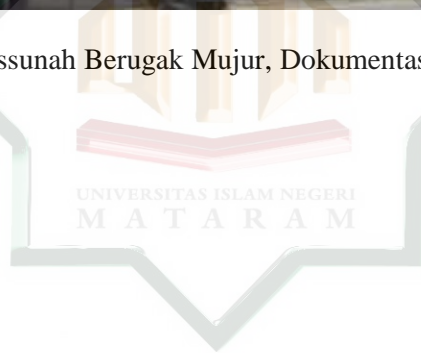 ssunah Berugak Mujur, Dokumentas
UNIVERSITAS ISLAM NEGERI
M A T A R A M